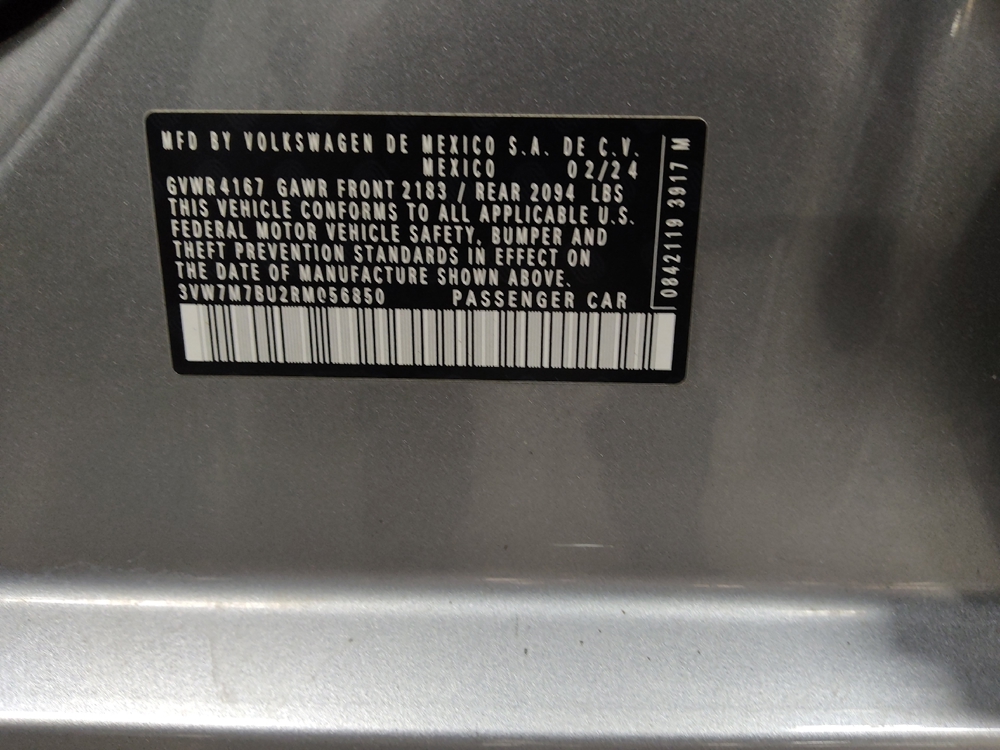 MFD BY VOLKSWAGEN DE MEXICO S.A. DE C.V.
MEXICO 02/24
GVWR 4167 GAWR FRONT 2183 / REAR 2094 LBS
THIS VEHICLE CONFORMS TO ALL APPLICABLE U.S.
FEDERAL MOTOR VEHICLE SAFETY, BUMPER AND
THEFT PREVENTION STANDARDS IN EFFECT ON
THE DATE OF MANUFACTURE SHOWN ABOVE.
3VW7M7BU2RM056850 PASSENGER CAR
0842119 3917 M